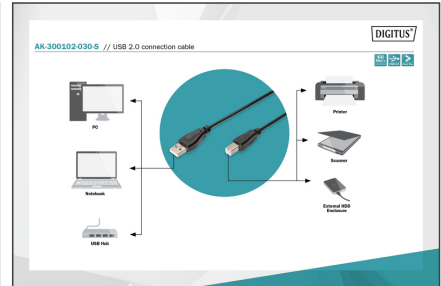 DIGITUS®
AK-300102-030-S // USB 2.0 connection cable
PC
Notebook
USB Hub
Printer
Scanner
External HDD
Enclosure